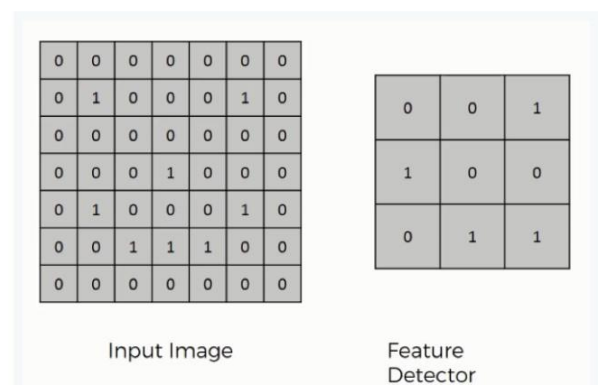 0 0 0 0 0 0 0
0 1 0 0 0 1 0
0 0 0 0 0 0 0
0 0 0 1 0 0 0
0 1 0 0 0 1 0
0 0 1 1 1 0 0
0 0 0 0 0 0 0
Input Image
0 0 1
1 0 0
0 1 1
Feature
Detector